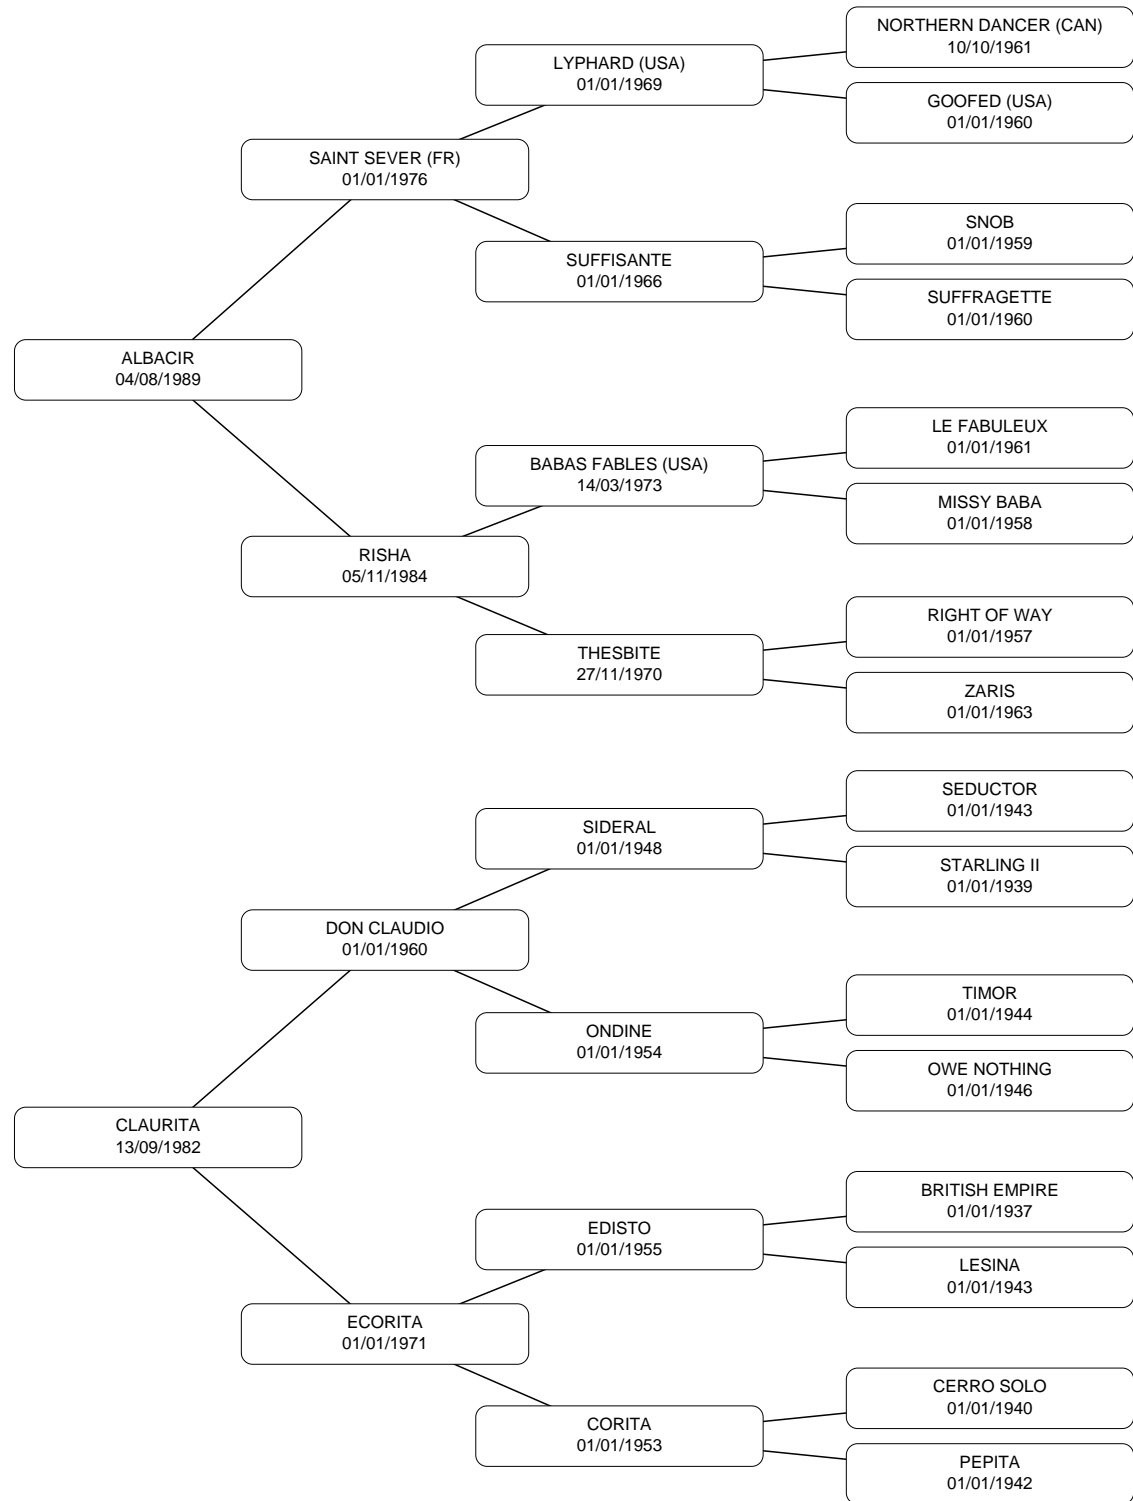 NORTHERN DANCER (CAN)
10/10/1961
LYPHARD (USA)
01/01/1969
GOOFED (USA)
01/01/1960
SAINT SEVER (FR)
01/01/1976
SNOB
01/01/1959
SUFFISANTE
01/01/1966
SUFFRAGETTE
01/01/1960
ALBACIR
04/08/1989
LE FABULEUX
01/01/1961
BABAS FABLES (USA)
14/03/1973
MISSY BABA
01/01/1958
RISHA
05/11/1984
RIGHT OF WAY
01/01/1957
THESBITE
27/11/1970
ZARIS
01/01/1963
SEDUCTOR
01/01/1943
SIDERAL
01/01/1948
STARLING II
01/01/1939
DON CLAUDIO
01/01/1960
TIMOR
01/01/1944
ONDINE
01/01/1954
OWE NOTHING
01/01/1946
CLAURITA
13/09/1982
BRITISH EMPIRE
01/01/1937
EDISTO
01/01/1955
LESINA
01/01/1943
ECORITA
01/01/1971
CERRO SOLO
01/01/1940
CORITA
01/01/1953
PEPITA
01/01/1942